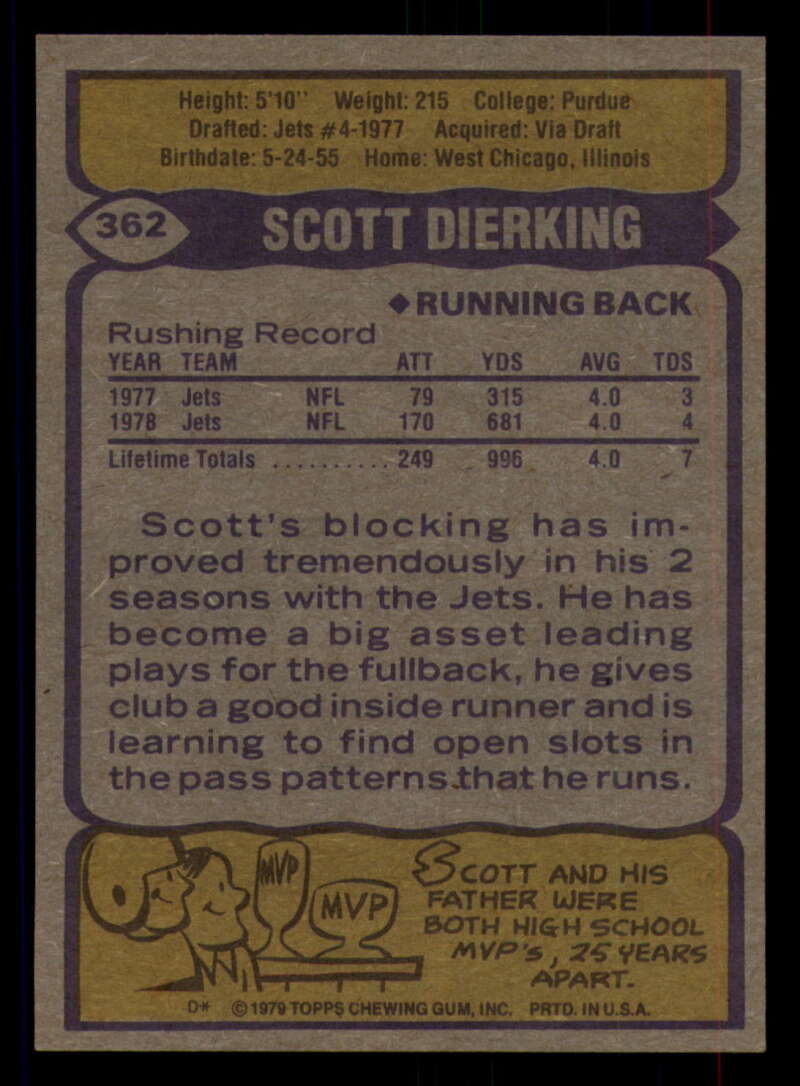 Height: 5'10" Weight: 215 College: Purdue
Drafted: Jets #4-1977 Acquired: Via Draft
Birthdate: 5-24-55 Home: West Chicago, Illinois
362 SCOTT DIERKING
◆RUNNING BACK
Rushing Record
YEAR TEAM ATT YDS AVG TDS
1977 Jets NFL 79 315 4.0 3
1978 Jets NFL 170 681 4.0 4
Lifetime Totals .......... 249 996 4.0 7
Scott's blocking has im-
proved tremendously in his 2
seasons with the Jets. He has
become a big asset leading
plays for the fullback, he gives
club a good inside runner and is
learning to find open slots in
the pass patterns that he runs.
MVP
MVP
SCOTT AND HIS
FATHER WERE
BOTH HIGH SCHOOL
MVP's, 25 YEARS
APART.
D* © 1979 TOPPS CHEWING GUM, INC. PRTD. IN U.S.A.